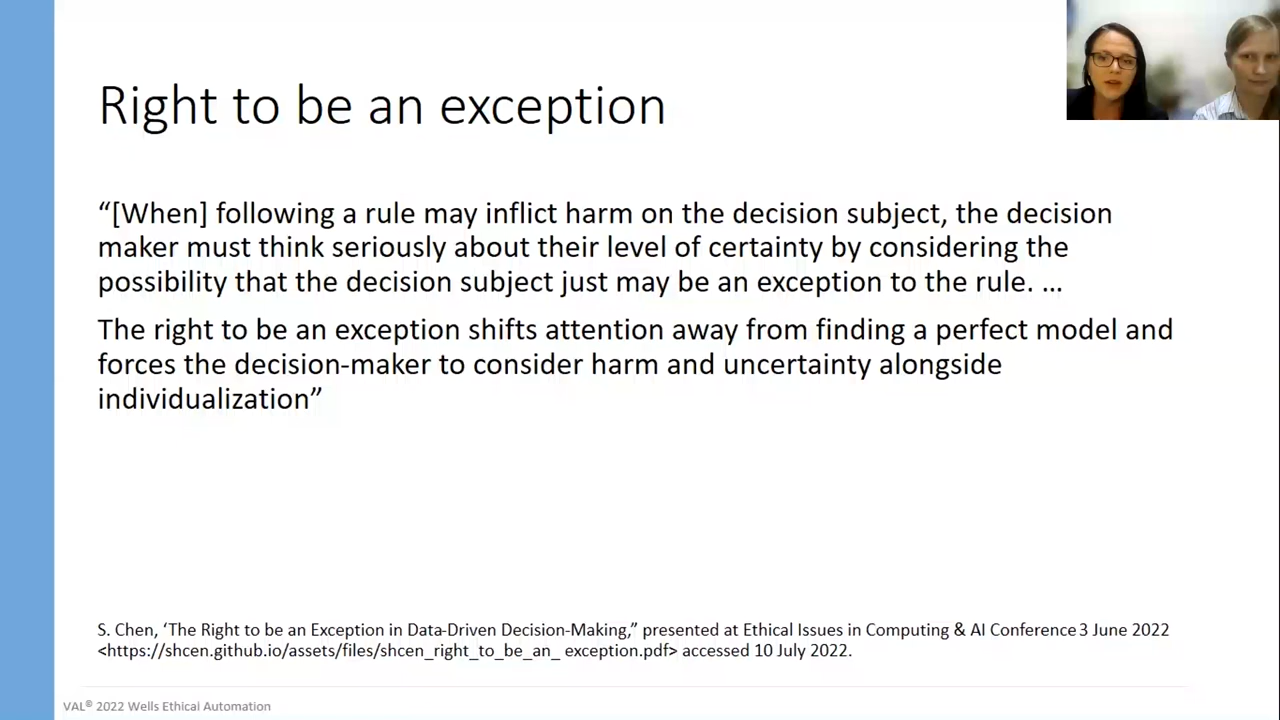 Right to be an exception
“[When] following a rule may inflict harm on the decision subject, the decision
maker must think seriously about their level of certainty by considering the
possibility that the decision subject just may be an exception to the rule. …
The right to be an exception shifts attention away from finding a perfect model and
forces the decision-maker to consider harm and uncertainty alongside
individualization”
S. Chen, ‘The Right to be an Exception in Data-Driven Decision-Making,” presented at Ethical Issues in Computing & AI Conference 3 June 2022
<https://shcen.github.io/assets/files/shcen_right_to_be_an_ exception.pdf> accessed 10 July 2022.
VAL® 2022 Wells Ethical Automation